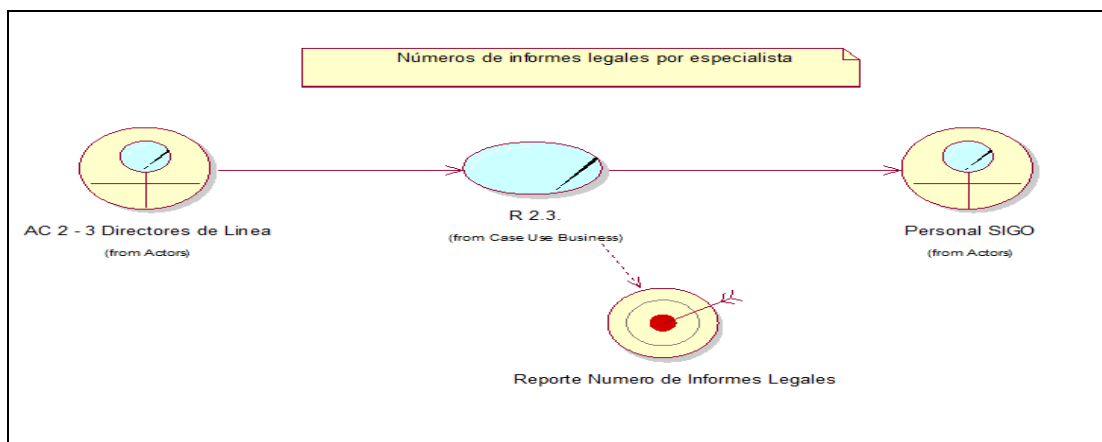 Números de informes legales por especialista
AC 2 - 3 Directores de Linea
(from Actors)
R 2.3.
(from Case Use Business)
Personal SIGO
(from Actors)
Reporte Numero de Informes Legales